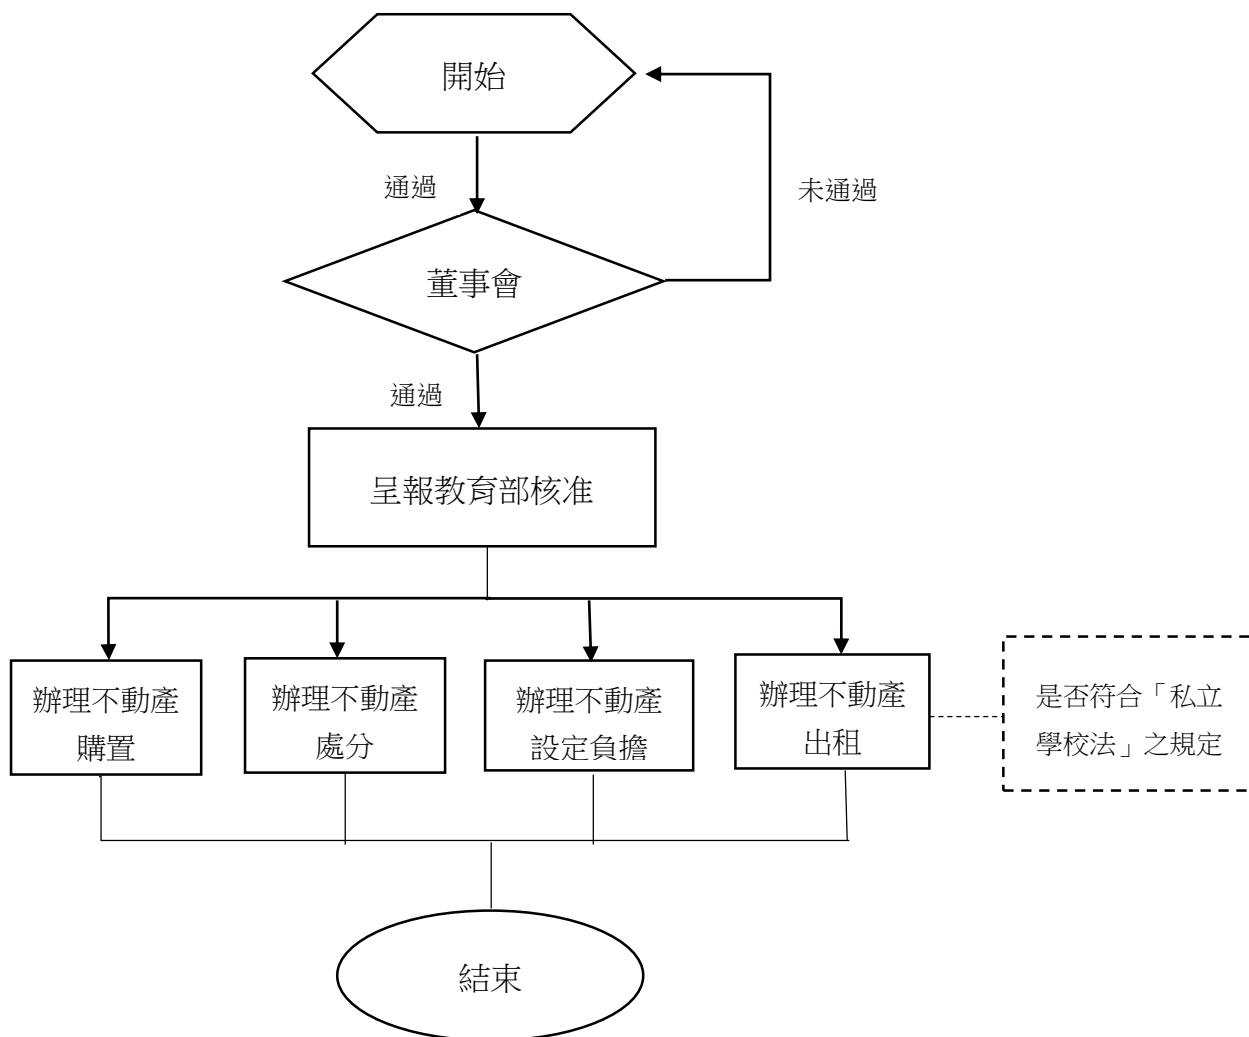 開始
通過
未通過
董事會
通過
呈報教育部核准
辦理不動產
購置
辦理不動產
處分
辦理不動產
設定負擔
辦理不動產
出租
是否符合「私立
學校法」之規定
結束